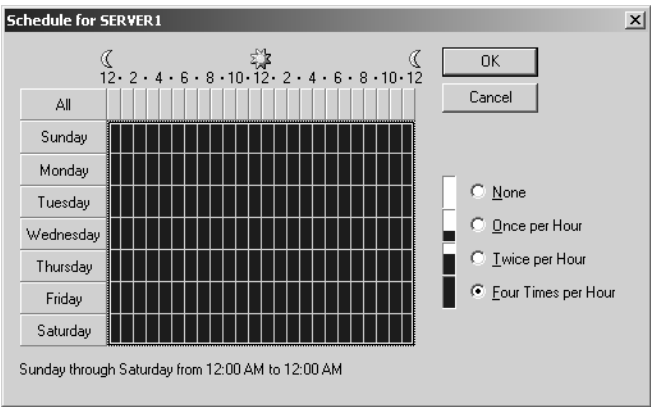 Schedule for SERVER1
OK
12 · 2 · 4 · 6 · 8 · 10 · 12 · 2 · 4 · 6 · 8 · 10 · 12
Cancel
All
Sunday
Monday
Tuesday
Wednesday
Thursday
Friday
Saturday
None
Once per Hour
Twice per Hour
Four Times per Hour
Sunday through Saturday from 12:00 AM to 12:00 AM